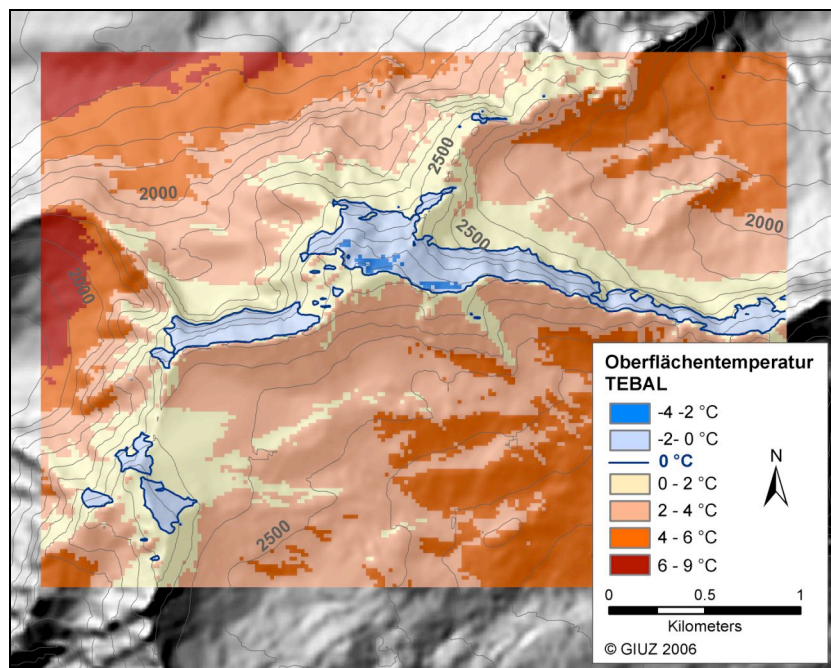 2500
2000
2500
2000
2000
2500
Oberflächentemperatur
TEBAL
-4 -2 °C
-2- 0 °C
0 °C
0 - 2 °C
2 - 4 °C
4 - 6 °C
6 - 9 °C
N
0 0.5 1
Kilometers
© GIUZ 2006